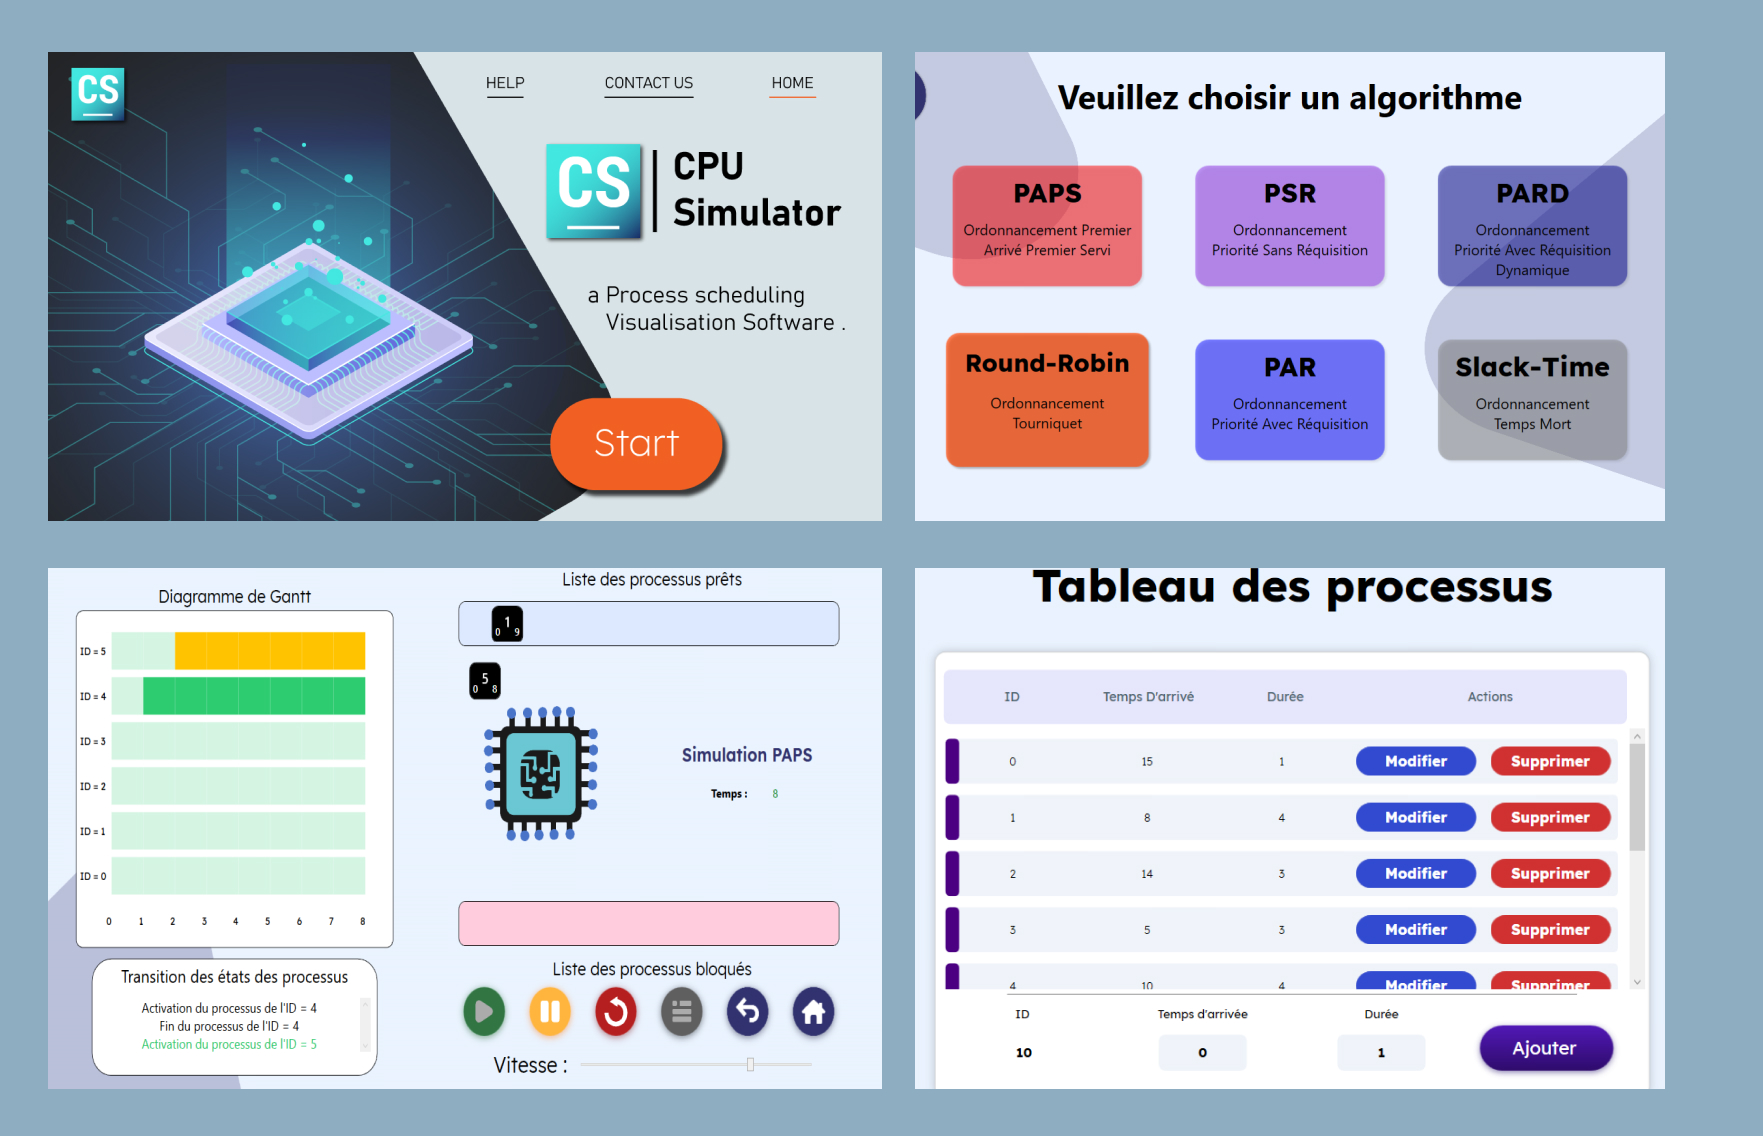 CS
HELP
CONTACT US
HOME
CS
CPU
Simulator
a Process scheduling
Visualisation Software .
Start
Veuillez choisir un algorithme
PAPS
Ordonnancement Premier
Arrivé Premier Servi
PSR
Ordonnancement
Priorité Sans Réquisition
PARD
Ordonnancement
Priorité Avec Réquisition
Dynamique
Round-Robin
Ordonnancement
Tourniquet
PAR
Ordonnancement
Priorité Avec Réquisition
Slack-Time
Ordonnancement
Temps Mort
Diagramme de Gantt
ID = 5
ID = 4
ID = 3
ID = 2
ID = 1
ID = 0
0 1 2 3 4 5 6 7 8
Transition des états des processus
Activation du processus de l'ID = 4
Fin du processus de l'ID = 4
Activation du processus de l'ID = 5
Liste des processus prêts
1
0 9
5
0 8
Simulation PAPS
Temps : 8
Liste des processus bloqués
Vitesse :
Tableau des processus
ID Temps D'arrivé Durée Actions
0 15 1 Modifier Supprimer
1 8 4 Modifier Supprimer
2 14 3 Modifier Supprimer
3 5 3 Modifier Supprimer
4 10 4 Modifier Supprimer
ID Temps d'arrivée Durée
10 0 1 Ajouter